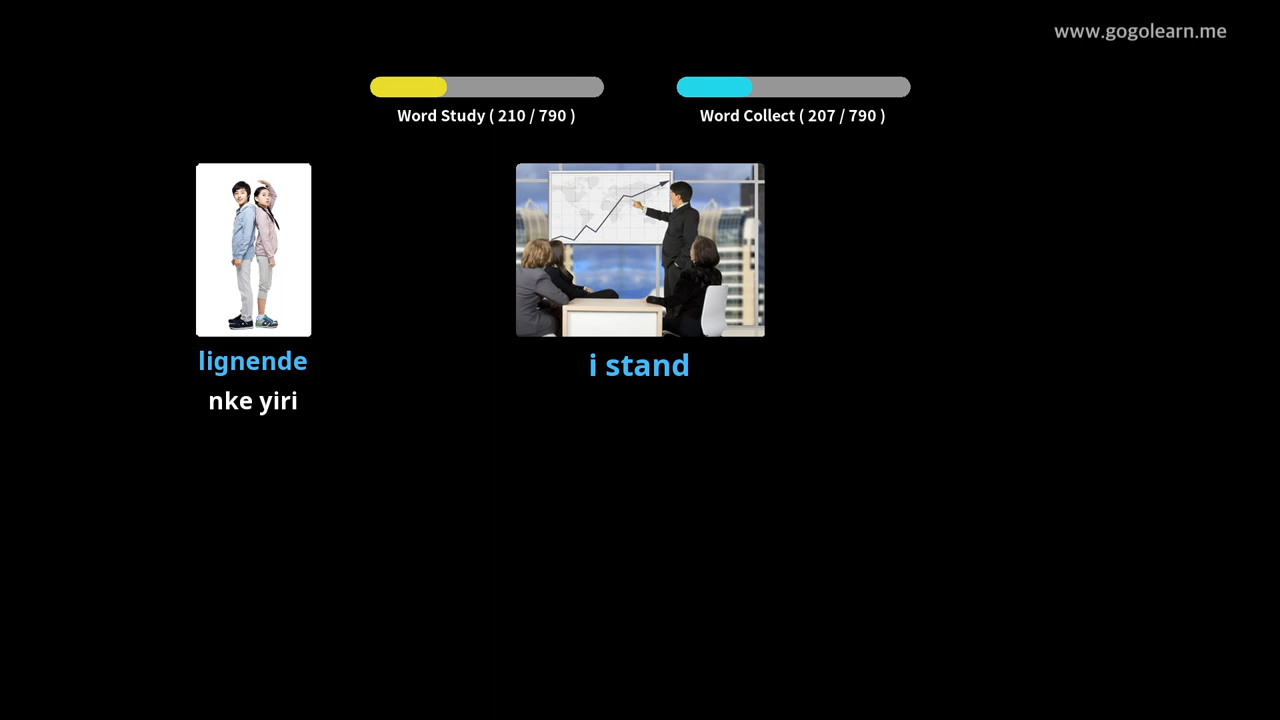 www.gogolearn.me
Word Study ( 210 / 790 )
Word Collect ( 207 / 790 )
lignende
nke yiri
i stand